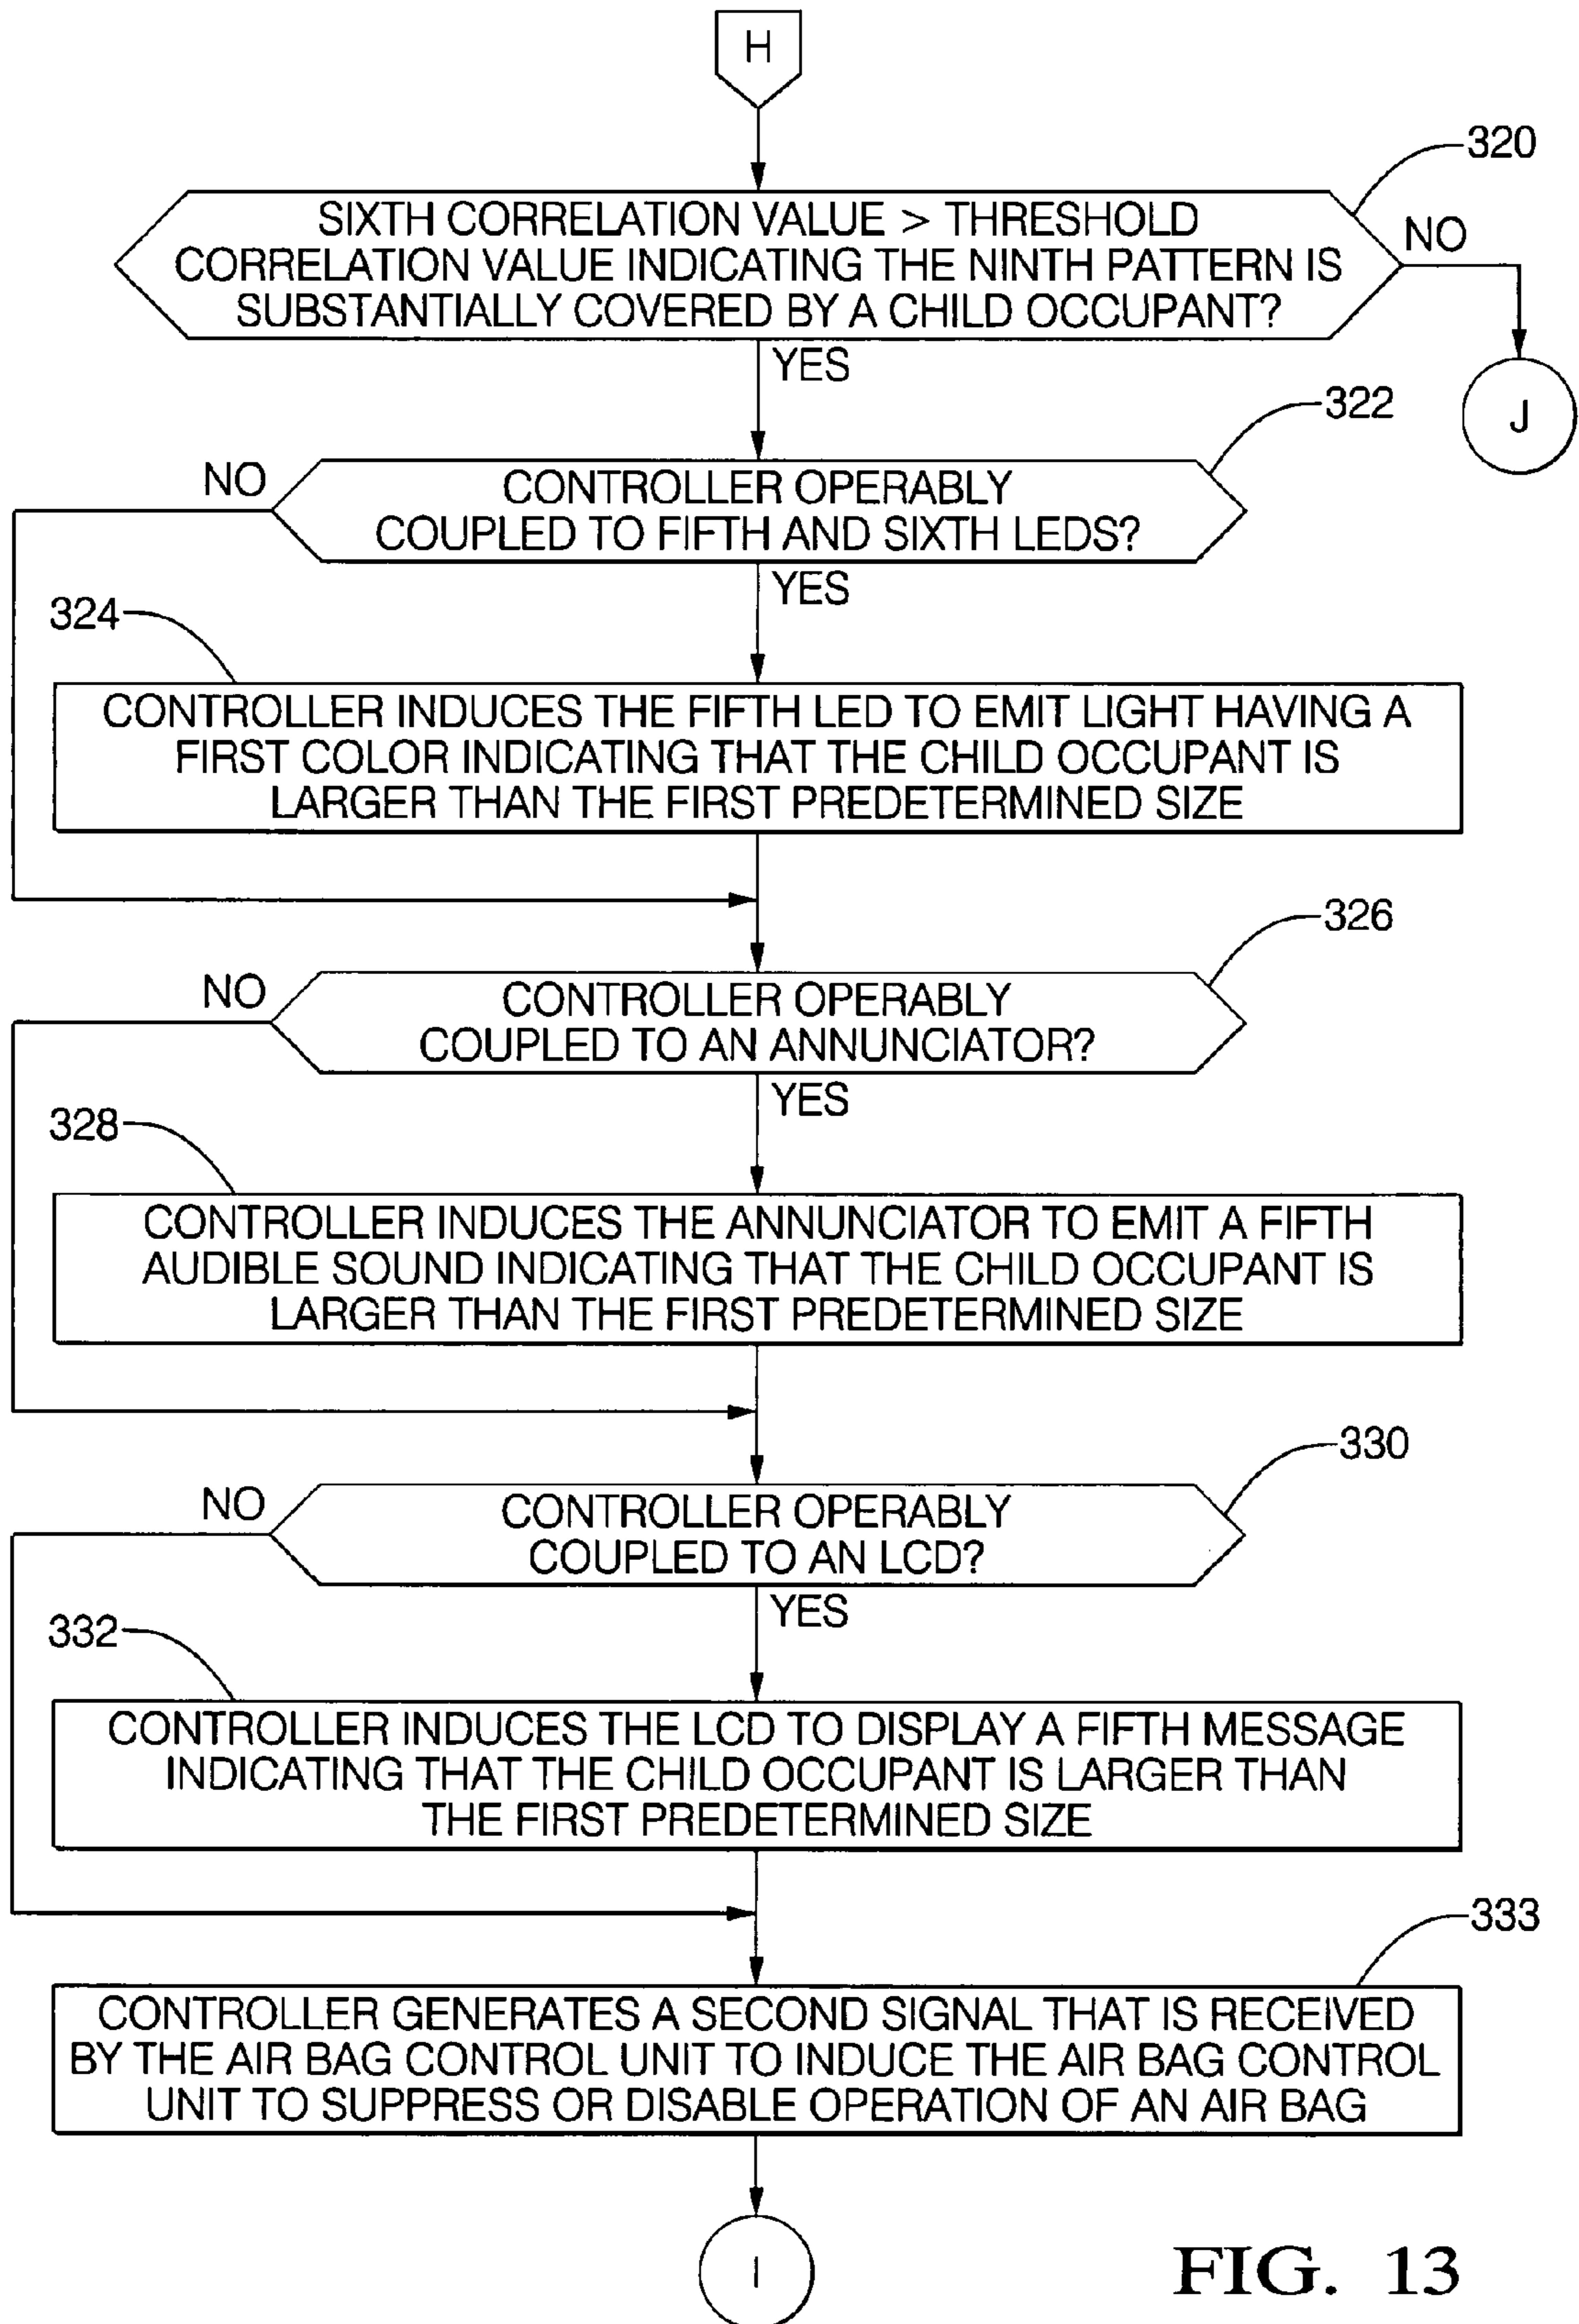 H
320
SIXTH CORRELATION VALUE > THRESHOLD
CORRELATION VALUE INDICATING THE NINTH PATTERN IS
SUBSTANTIALLY COVERED BY A CHILD OCCUPANT?
NO
J
YES
322
NO
CONTROLLER OPERABLY
COUPLED TO FIFTH AND SIXTH LEDS?
YES
324
CONTROLLER INDUCES THE FIFTH LED TO EMIT LIGHT HAVING A
FIRST COLOR INDICATING THAT THE CHILD OCCUPANT IS
LARGER THAN THE FIRST PREDETERMINED SIZE
326
NO
CONTROLLER OPERABLY
COUPLED TO AN ANNUNCIATOR?
YES
328
CONTROLLER INDUCES THE ANNUNCIATOR TO EMIT A FIFTH
AUDIBLE SOUND INDICATING THAT THE CHILD OCCUPANT IS
LARGER THAN THE FIRST PREDETERMINED SIZE
330
NO
CONTROLLER OPERABLY
COUPLED TO AN LCD?
YES
332
CONTROLLER INDUCES THE LCD TO DISPLAY A FIFTH MESSAGE
INDICATING THAT THE CHILD OCCUPANT IS LARGER THAN
THE FIRST PREDETERMINED SIZE
333
CONTROLLER GENERATES A SECOND SIGNAL THAT IS RECEIVED
BY THE AIR BAG CONTROL UNIT TO INDUCE THE AIR BAG CONTROL
UNIT TO SUPPRESS OR DISABLE OPERATION OF AN AIR BAG
I
FIG. 13